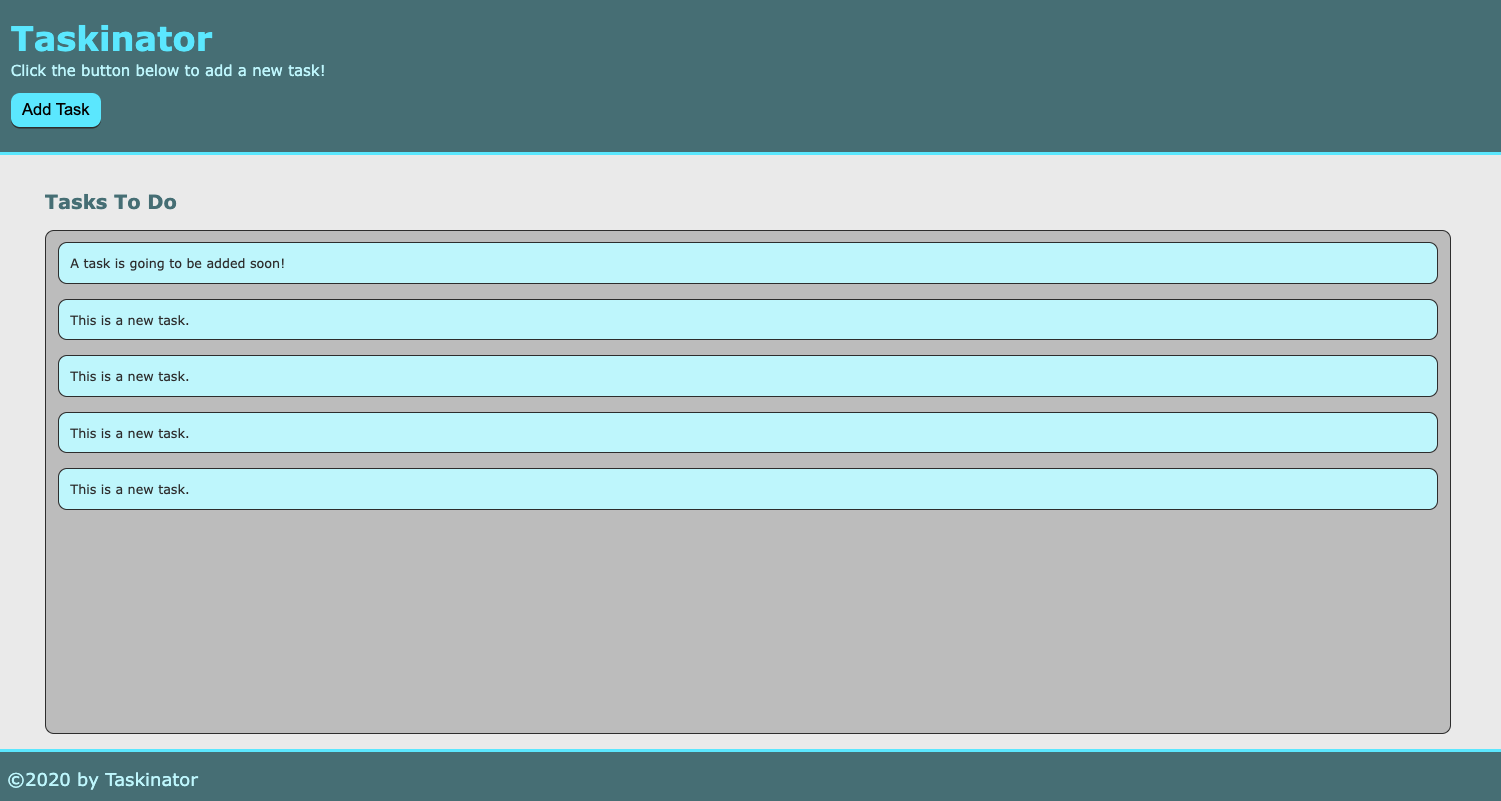 Taskinator
Click the button below to add a new task!
Add Task
Tasks To Do
A task is going to be added soon!
This is a new task.
This is a new task.
This is a new task.
This is a new task.
©2020 by Taskinator